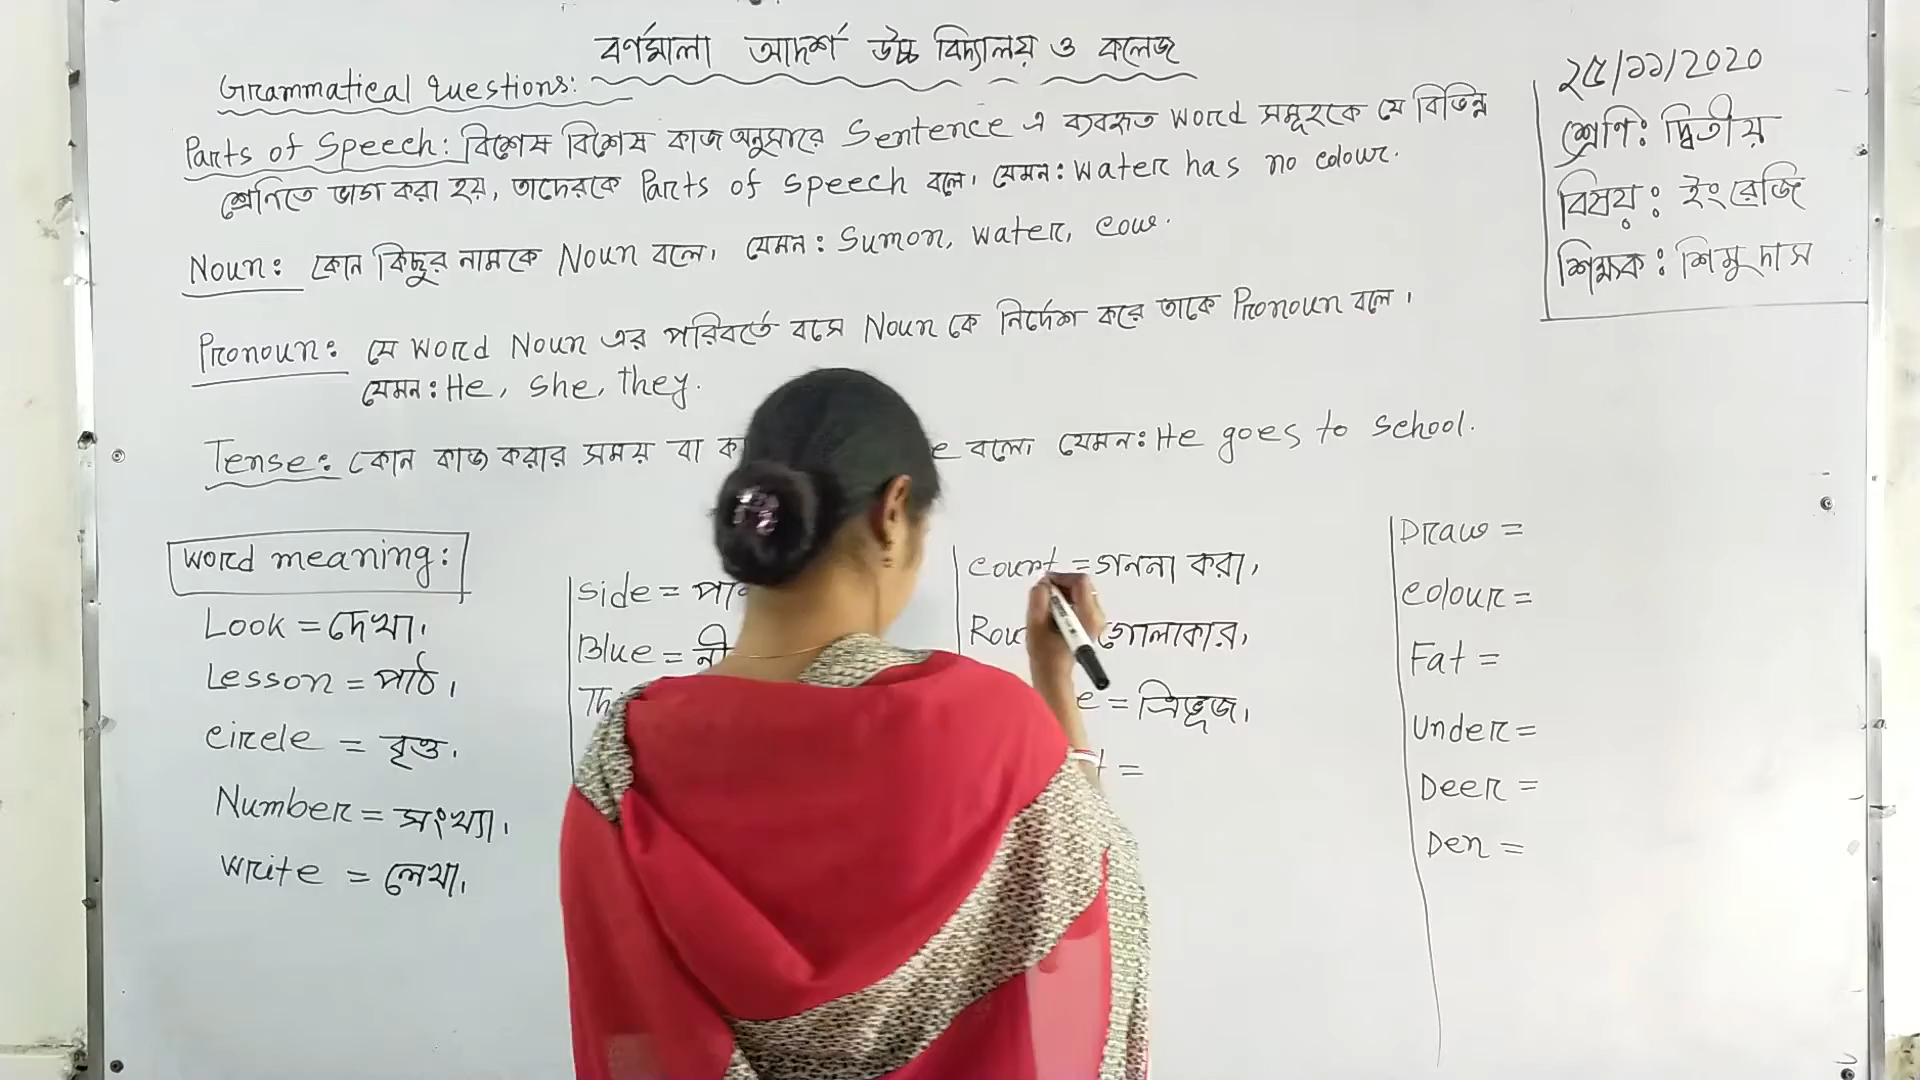 বর্ণমালা আদর্শ উচ্চ বিদ্যালয় ও কলেজ
২৫/১১/2020
শ্রেণি: দ্বিতীয়
বিষয়: ইংরেজি
শিক্ষক: শিমু দাস
Grammatical Questions:
Parts of Speech: বিশেষ বিশেষ কাজ অনুসারে Sentence এ ব্যবহৃত word সমূহকে যে বিভিন্ন
শ্রেণিতে ভাগ করা হয়, তাদেরকে Parts of speech বলে। যেমন: Water has no colour.
Noun: কোন কিছুর নামকে Noun বলে। যেমন: Sumon, water, cow.
Pronoun: যে word Noun এর পরিবর্তে বসে Noun কে নির্দেশ করে তাকে Pronoun বলে।
যেমন: He, she, they.
Tense: কোন কাজ করার সময় বা বলে। যেমন: He goes to school.
word meaning:
Look = দেখা।
Lesson = পাঠ।
circle = বৃত্ত।
Number = সংখ্যা।
write = লেখা।
side =
Blue =
count = গননা করা,
গোলাকার,
= ত্রিভূজ।
=
Draw =
colour =
Fat =
under =
Deer =
Den =